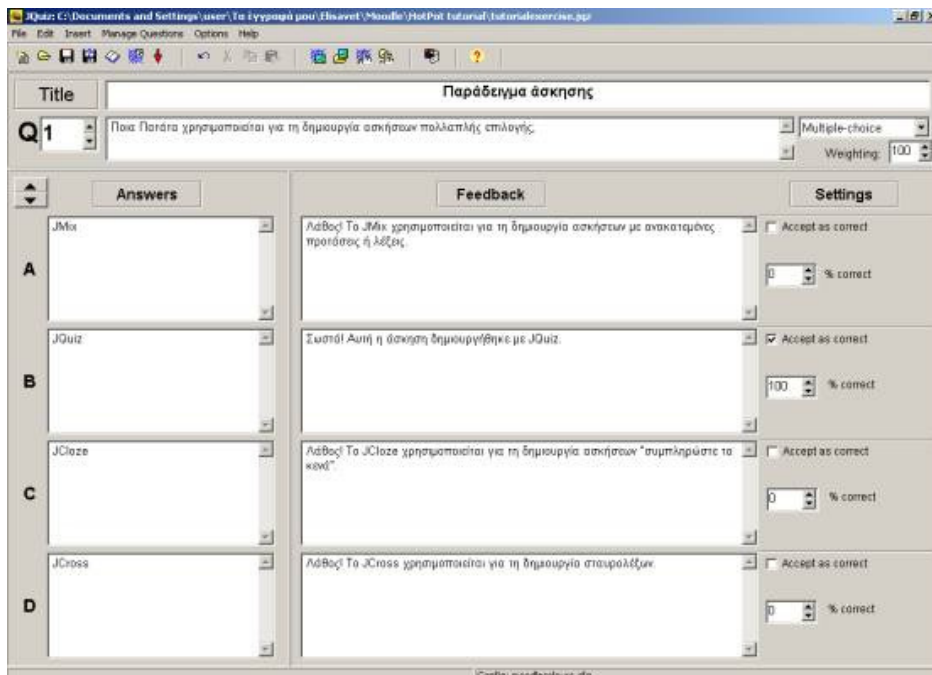 JQuiz: C:\Documents and Settings\user\Τα έγγραφά μου\Elisavet\Moodle\HotPot tutorial\tutorialexercise.jqz
File Edit Insert Manage Questions Options Help
Title
Παράδειγμα άσκησης
Q 1
Ποια Πατάτα χρησιμοποιείται για τη δημιουργία ασκήσεων πολλαπλής επιλογής;
Multiple-choice
Weighting: 100
Answers Feedback Settings
A
JMix
Λάθος! Το JMix χρησιμοποιείται για τη δημιουργία ασκήσεων με ανακατεμένες
προτάσεις ή λέξεις.
Accept as correct
0 % correct
B
JQuiz
Σωστό! Αυτή η άσκηση δημιουργήθηκε με JQuiz.
Accept as correct
100 % correct
C
JCloze
Λάθος! Το JCloze χρησιμοποιείται για τη δημιουργία ασκήσεων "συμπληρώστε τα
κενά".
Accept as correct
0 % correct
D
JCross
Λάθος! Το JCross χρησιμοποιείται για τη δημιουργία σταυρολέξων.
Accept as correct
0 % correct